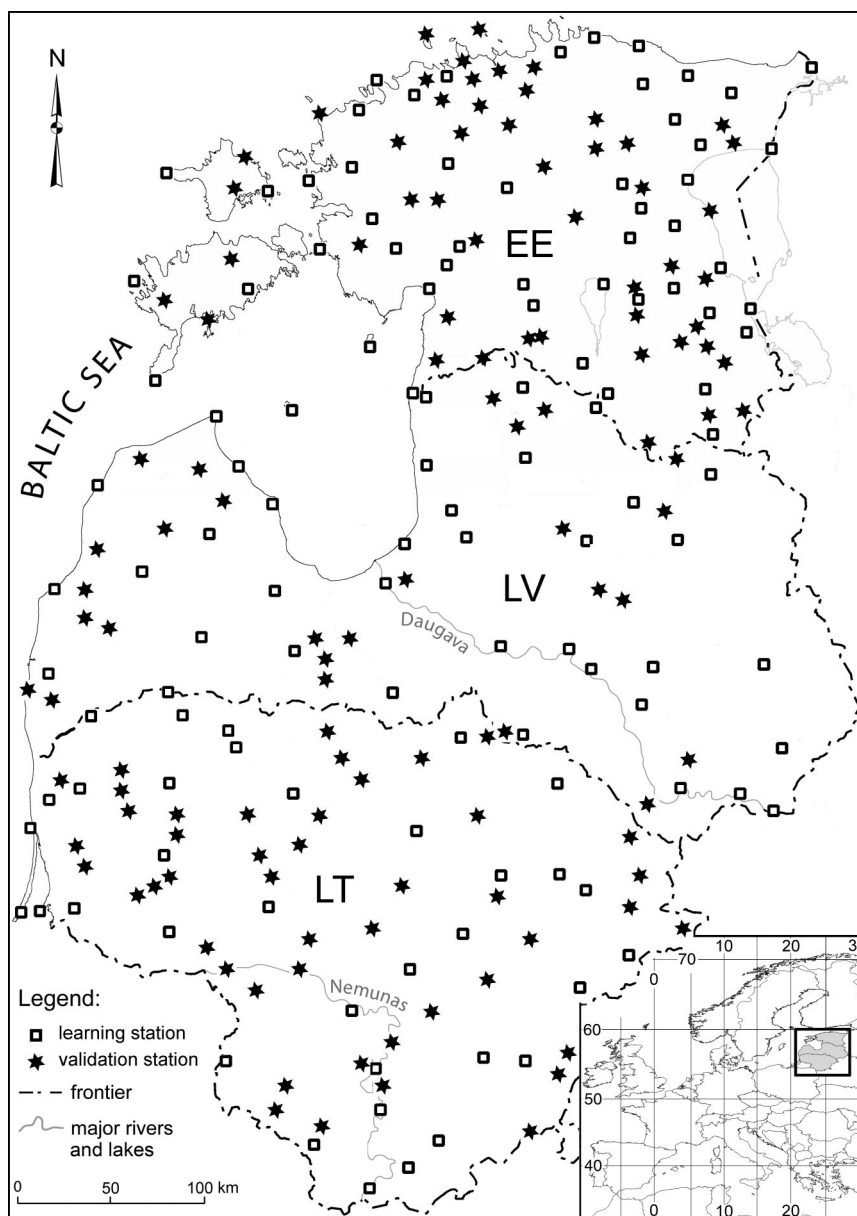 N
EE
BALTIC SEA
LV
Daugava
LT
Nemunas
Legend:
learning station
validation station
frontier
major rivers
and lakes
0 50 100 km
0 10 20 3
70
60
50
40
0 10 20